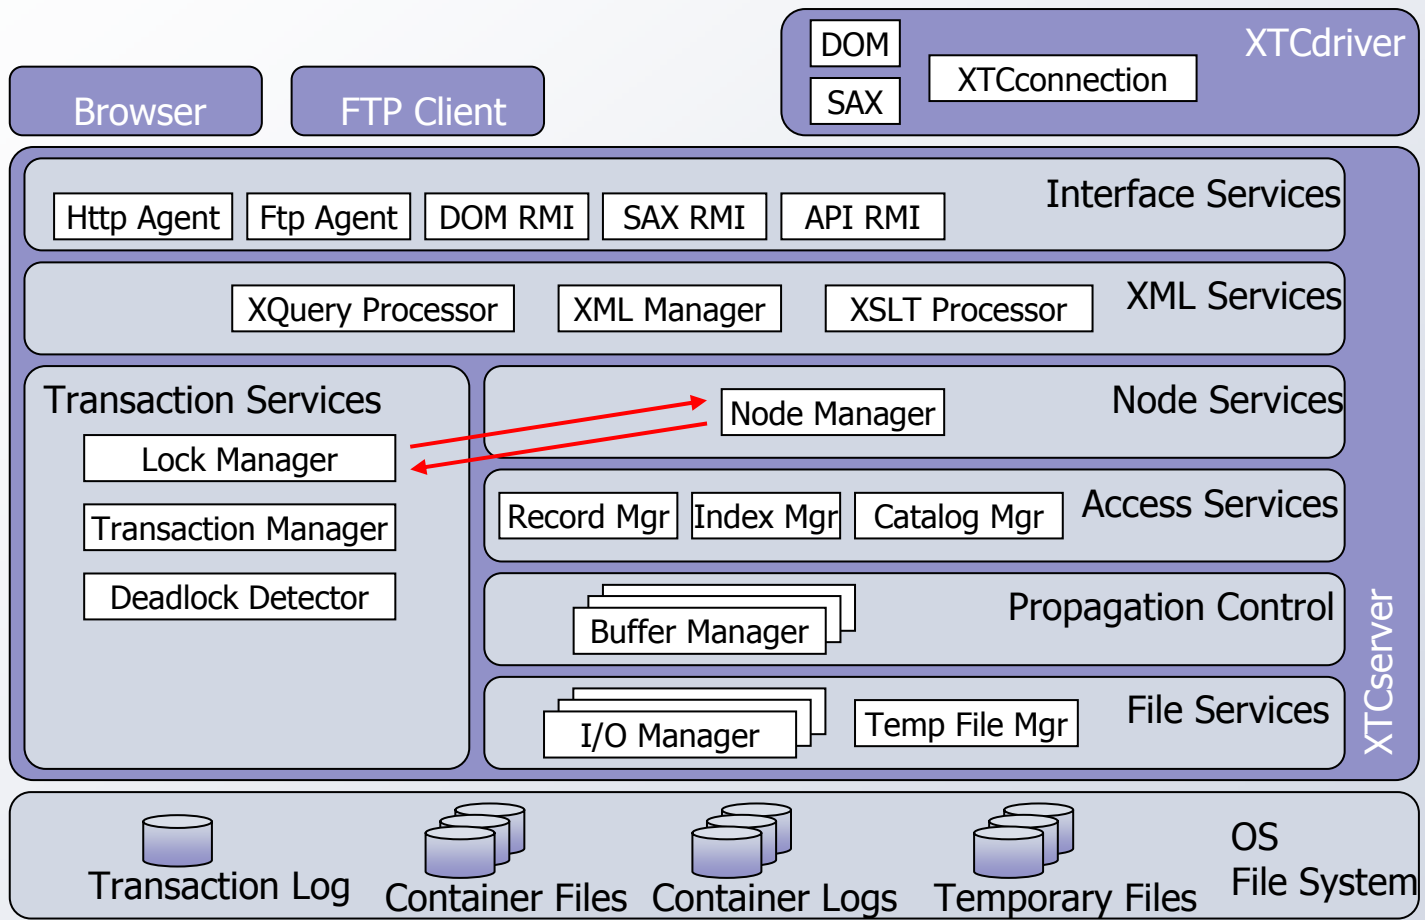 DOM
XTCdriver
XTCconnection
SAX
Browser
FTP Client
Interface Services
Http Agent
Ftp Agent
DOM RMI
SAX RMI
API RMI
XML Services
XQuery Processor
XML Manager
XSLT Processor
Transaction Services
Lock Manager
Transaction Manager
Deadlock Detector
Node Services
Node Manager
Access Services
Record Mgr
Index Mgr
Catalog Mgr
Propagation Control
Buffer Manager
File Services
I/O Manager
Temp File Mgr
XTCserver
Transaction Log
Container Files
Container Logs
Temporary Files
OS
File System